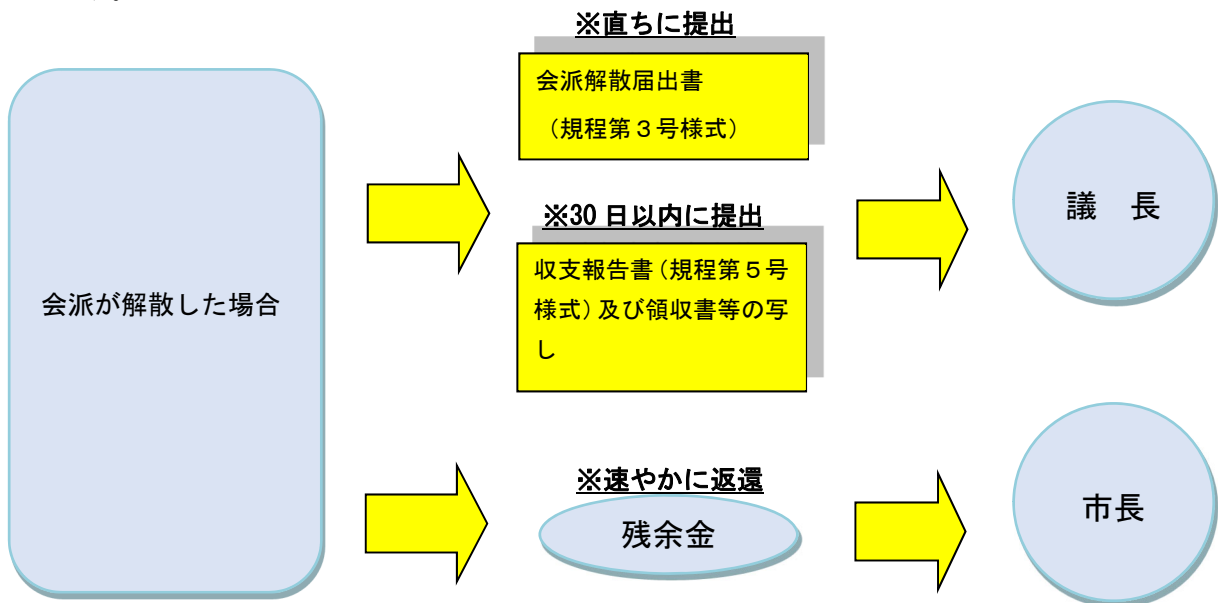 会派が解散した場合
※直ちに提出
会派解散届出書
（規程第３号様式）
※30日以内に提出
収支報告書（規程第５号
様式）及び領収書等の写
し
議　長
※速やかに返還
残余金
市長